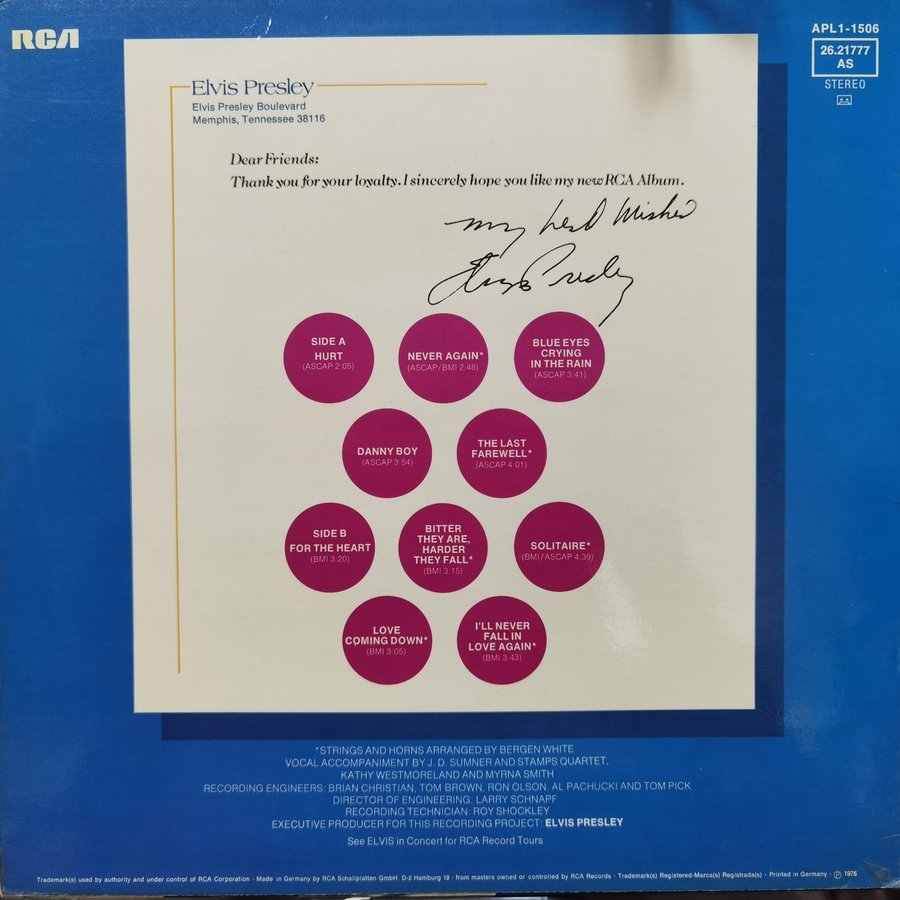 RCA
APL1-1506
26.21777
AS
STEREO
Elvis Presley
Elvis Presley Boulevard
Memphis, Tennessee 38116
Dear Friends:
Thank you for your loyalty. I sincerely hope you like my new RCA Album.
my best Wishes
Elvis Presley
SIDE A
HURT
(ASCAP 2:05)
NEVER AGAIN*
(ASCAP/BMI 2:48)
BLUE EYES
CRYING
IN THE RAIN
(ASCAP 3:41)
DANNY BOY
(ASCAP 3:54)
THE LAST
FAREWELL*
(ASCAP 4:01)
SIDE B
FOR THE HEART
(BMI 3:20)
BITTER
THEY ARE,
HARDER
THEY FALL*
(BMI 3:15)
SOLITAIRE*
(BMI/ASCAP 4:39)
LOVE
COMING DOWN*
(BMI 3:05)
I'LL NEVER
FALL IN
LOVE AGAIN*
(BMI 3:43)
*STRINGS AND HORNS ARRANGED BY BERGEN WHITE
VOCAL ACCOMPANIMENT BY J. D. SUMNER AND STAMPS QUARTET,
KATHY WESTMORELAND AND MYRNA SMITH
RECORDING ENGINEERS: BRIAN CHRISTIAN, TOM BROWN, RON OLSON, AL PACHUCKI AND TOM PICK
DIRECTOR OF ENGINEERING: LARRY SCHNAPF
RECORDING TECHNICIAN: ROY SHOCKLEY
EXECUTIVE PRODUCER FOR THIS RECORDING PROJECT: ELVIS PRESLEY
See ELVIS in Concert for RCA Record Tours
Trademark(s) used by authority and under control of RCA Corporation · Made in Germany by RCA Schallplatten GmbH, D-2 Hamburg 19 · from masters owned or controlled by RCA Records · Trademark(s) Registered-Marca(s) Registrada(s) · Printed in Germany · ℗ 1976